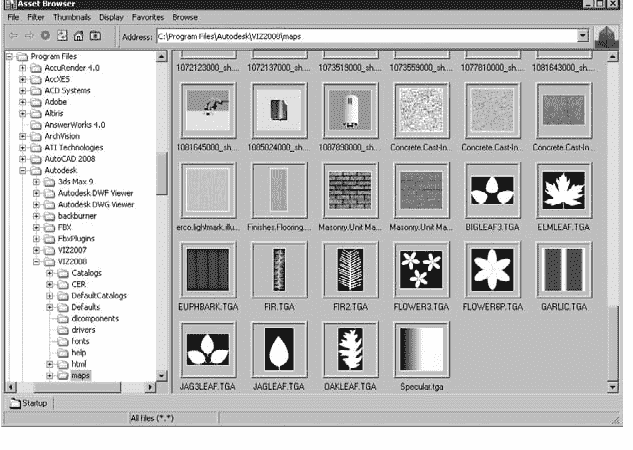 Asset Browser
File Filter Thumbnails Display Favorites Browse
Address: C:\Program Files\Autodesk\VIZ2008\maps
Program Files
AccuRender 4.0
AccXES
ACD Systems
Adobe
Altiris
AnswerWorks 4.0
ArchVision
ATI Technologies
AutoCAD 2008
Autodesk
3ds Max 9
Autodesk DWF Viewer
Autodesk DWG Viewer
backburner
FBX
FbxPlugins
VIZ2007
VIZ2008
Catalogs
CER
DefaultCatalogs
Defaults
dlcomponents
drivers
fonts
help
html
maps
1072123000_sh... 1072137000_sh... 1073519000_sh... 1073559000_sh... 1077810000_sh... 1081643000_sh...
1081645000_sh... 1085024000_sh... 1087890000_sh... Concrete.Cast-In... Concrete.Cast-In... Concrete.Cast-In...
erco.lightmark.illu... Finishes.Flooring.... Masonry.Unit Ma... Masonry.Unit Ma... BIGLEAF3.TGA ELMLEAF.TGA
EUPHBARK.TGA FIR.TGA FIR2.TGA FLOWER3.TGA FLOWER6P.TGA GARLIC.TGA
JAG3LEAF.TGA JAGLEAF.TGA OAKLEAF.TGA Specular.tga
Startup
All files (*.*)